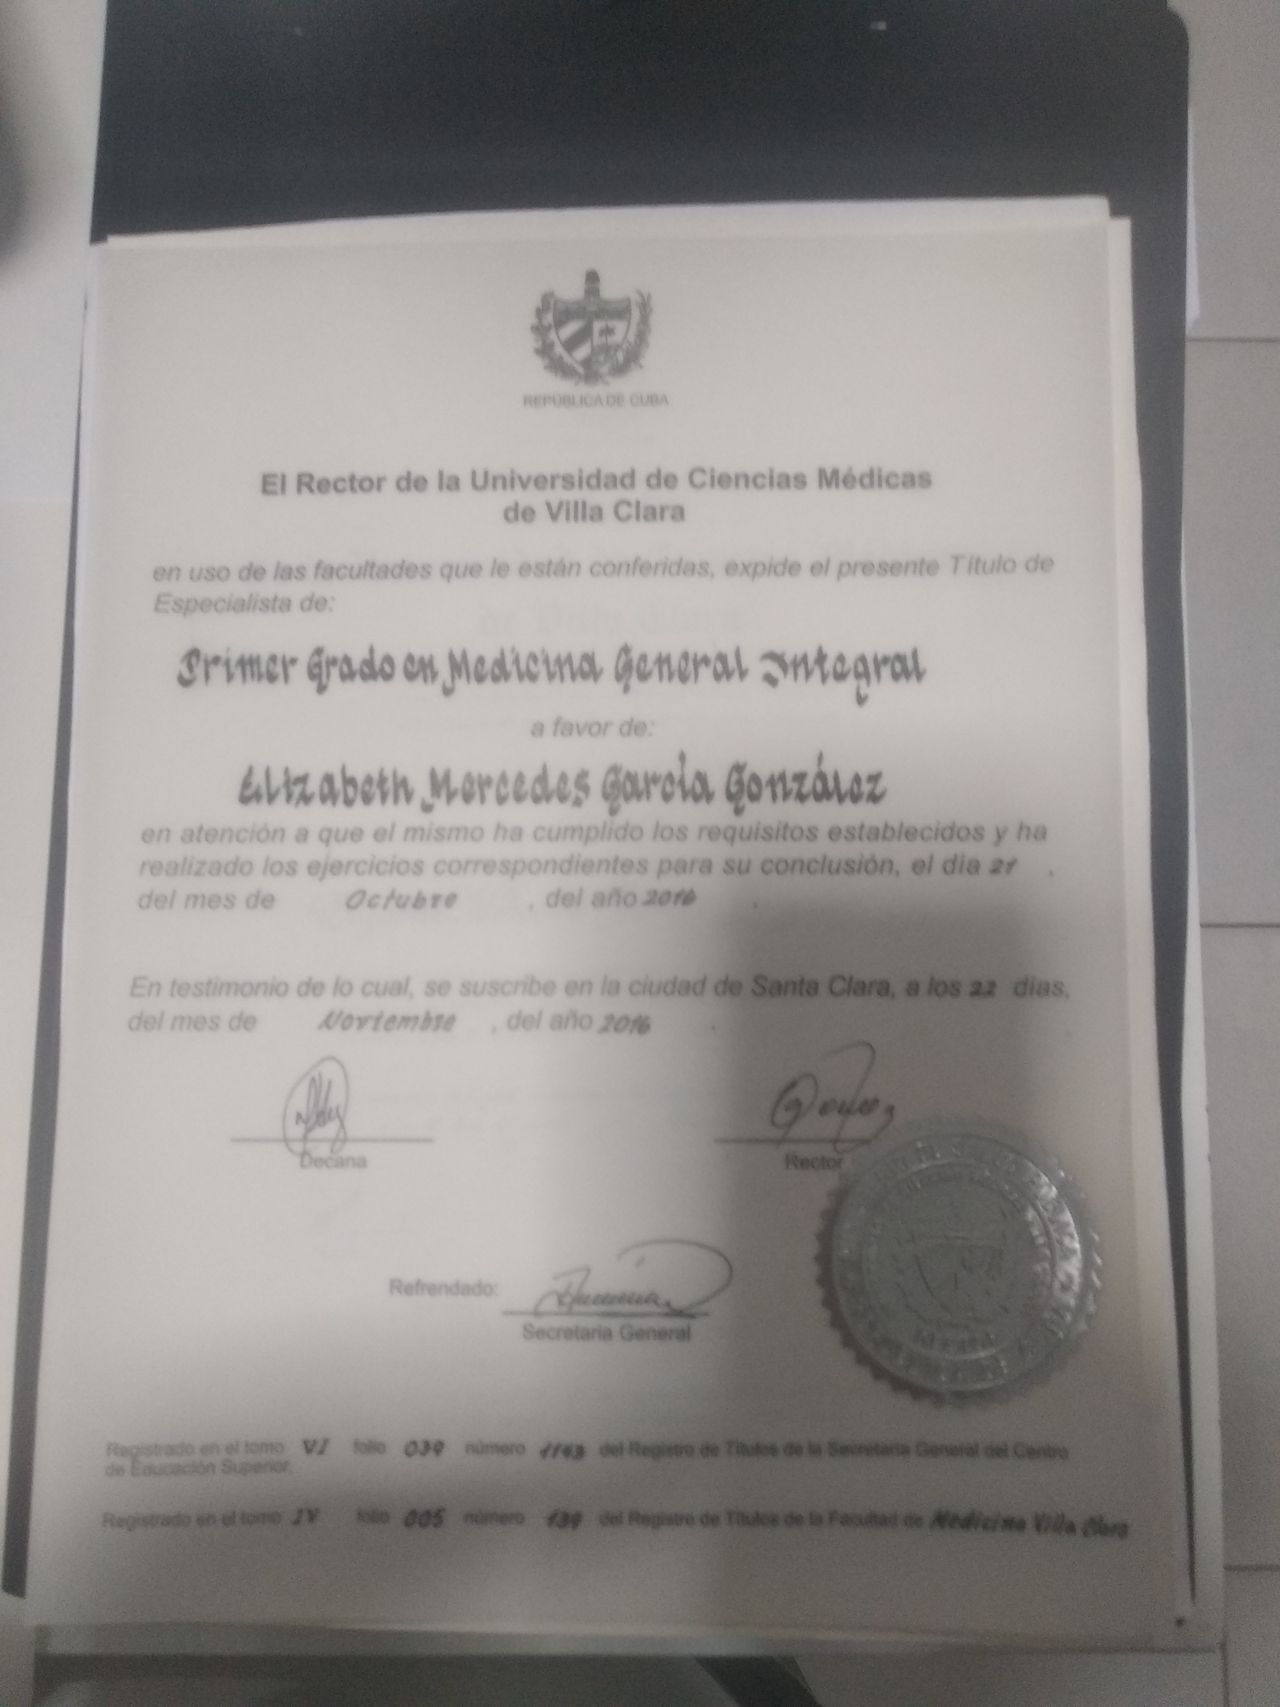 REPÚBLICA DE CUBA
El Rector de la Universidad de Ciencias Médicas
de Villa Clara
en uso de las facultades que le están conferidas, expide el presente Título de
Especialista de:
Primer Grado en Medicina General Integral
a favor de:
Elizabeth Mercedes García González
en atención a que el mismo ha cumplido los requisitos establecidos y ha
realizado los ejercicios correspondientes para su conclusión, el día 21 ,
del mes de Octubre , del año 2016 .
En testimonio de lo cual, se suscribe en la ciudad de Santa Clara, a los 22 días,
del mes de Noviembre , del año 2016 .
Decana
Rector
Refrendado:
Secretaria General
Registrado en el tomo VI folio 039 número 1143 del Registro de Títulos de la Secretaria General del Centro
de Educación Superior.
Registrado en el tomo IV folio 005 número 139 del Registro de Títulos de la Facultad de Medicina Villa Clara